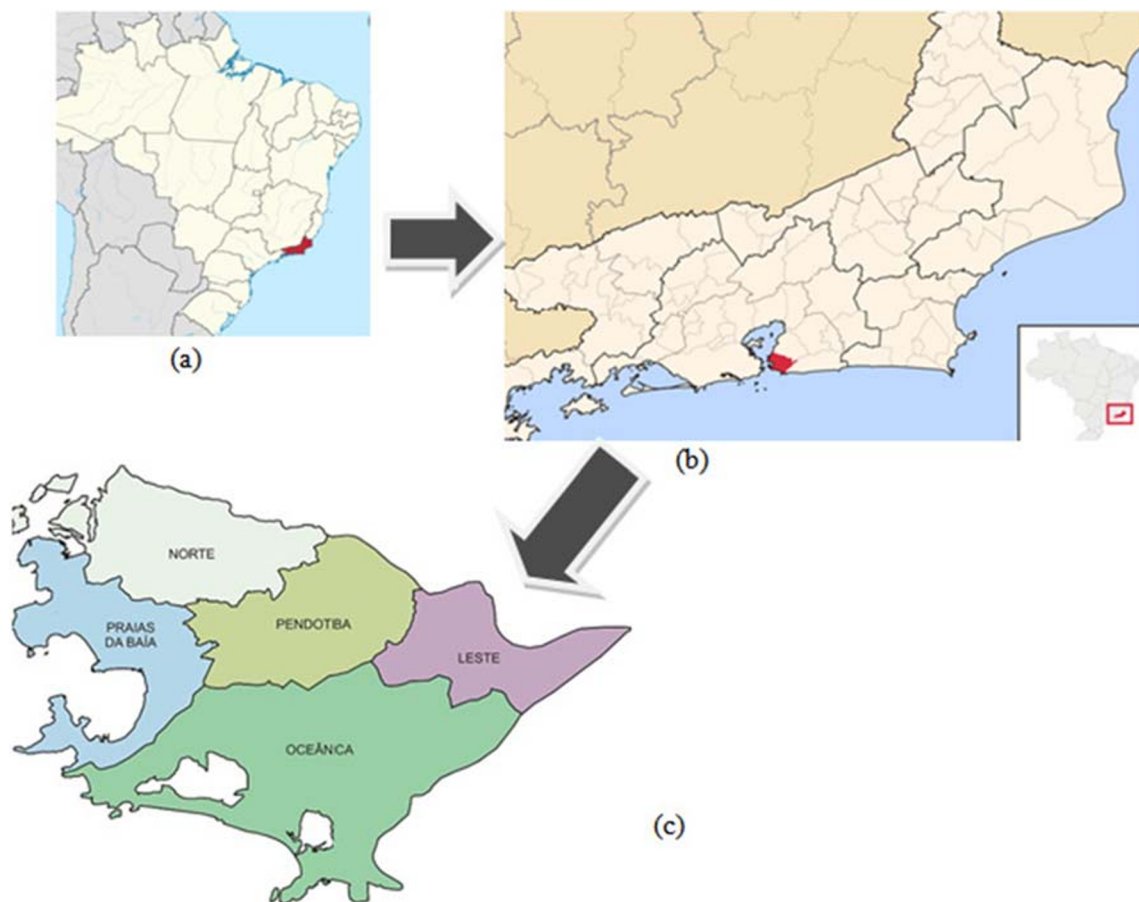 (a)
(b)
NORTE
PRAIAS
DA BAÍA
PENDOTIBA
LESTE
OCEÂNICA
(c)